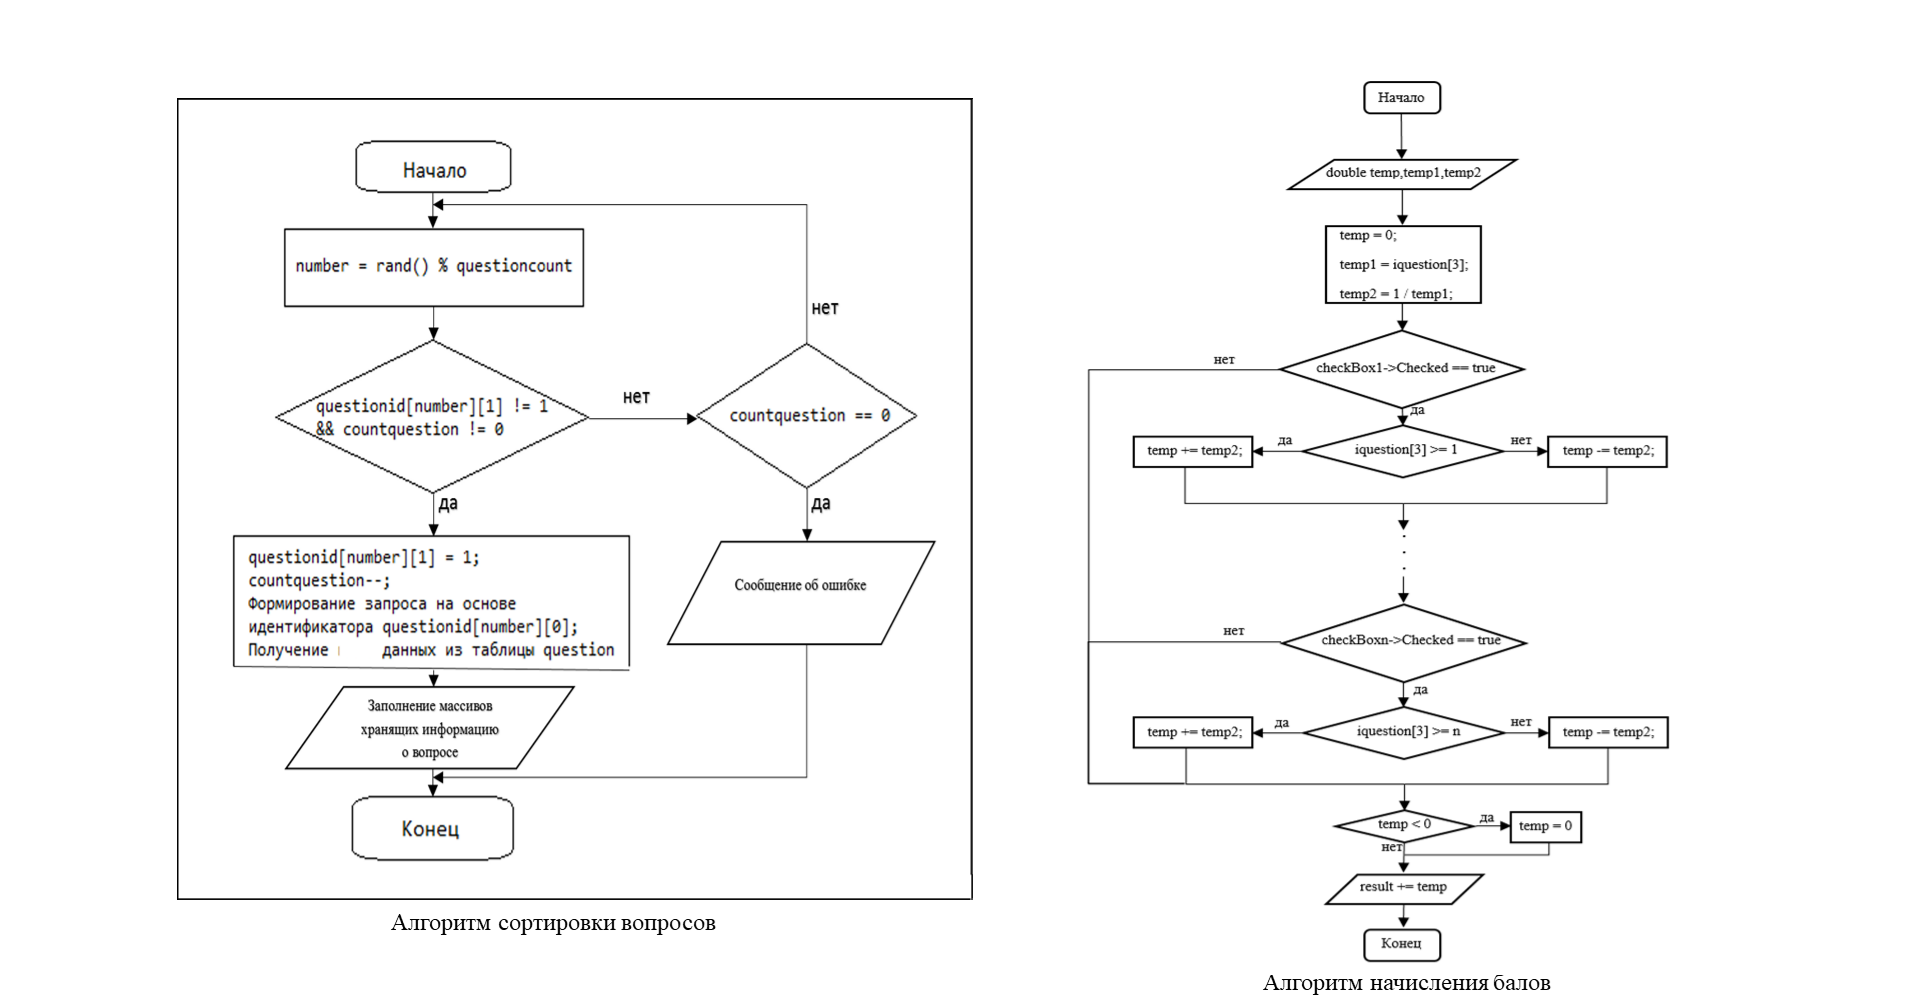 Начало
number = rand() % questioncount
нет
questionid[number][1] != 1
&& countquestion != 0
нет
countquestion == 0
да
да
questionid[number][1] = 1;
countquestion--;
Формирование запроса на основе
идентификатора questionid[number][0];
Получение данных из таблицы question
Сообщение об ошибке
Заполнение массивов
хранящих информацию
о вопросе
Конец
Алгоритм сортировки вопросов
Начало
double temp,temp1,temp2
temp = 0;
temp1 = iquestion[3];
temp2 = 1 / temp1;
нет
checkBox1->Checked == true
да
temp += temp2;
да
iquestion[3] >= 1
нет
temp -= temp2;
нет
checkBoxn->Checked == true
да
temp += temp2;
да
iquestion[3] >= n
нет
temp -= temp2;
temp < 0
да
temp = 0
нет
result += temp
Конец
Алгоритм начисления балов